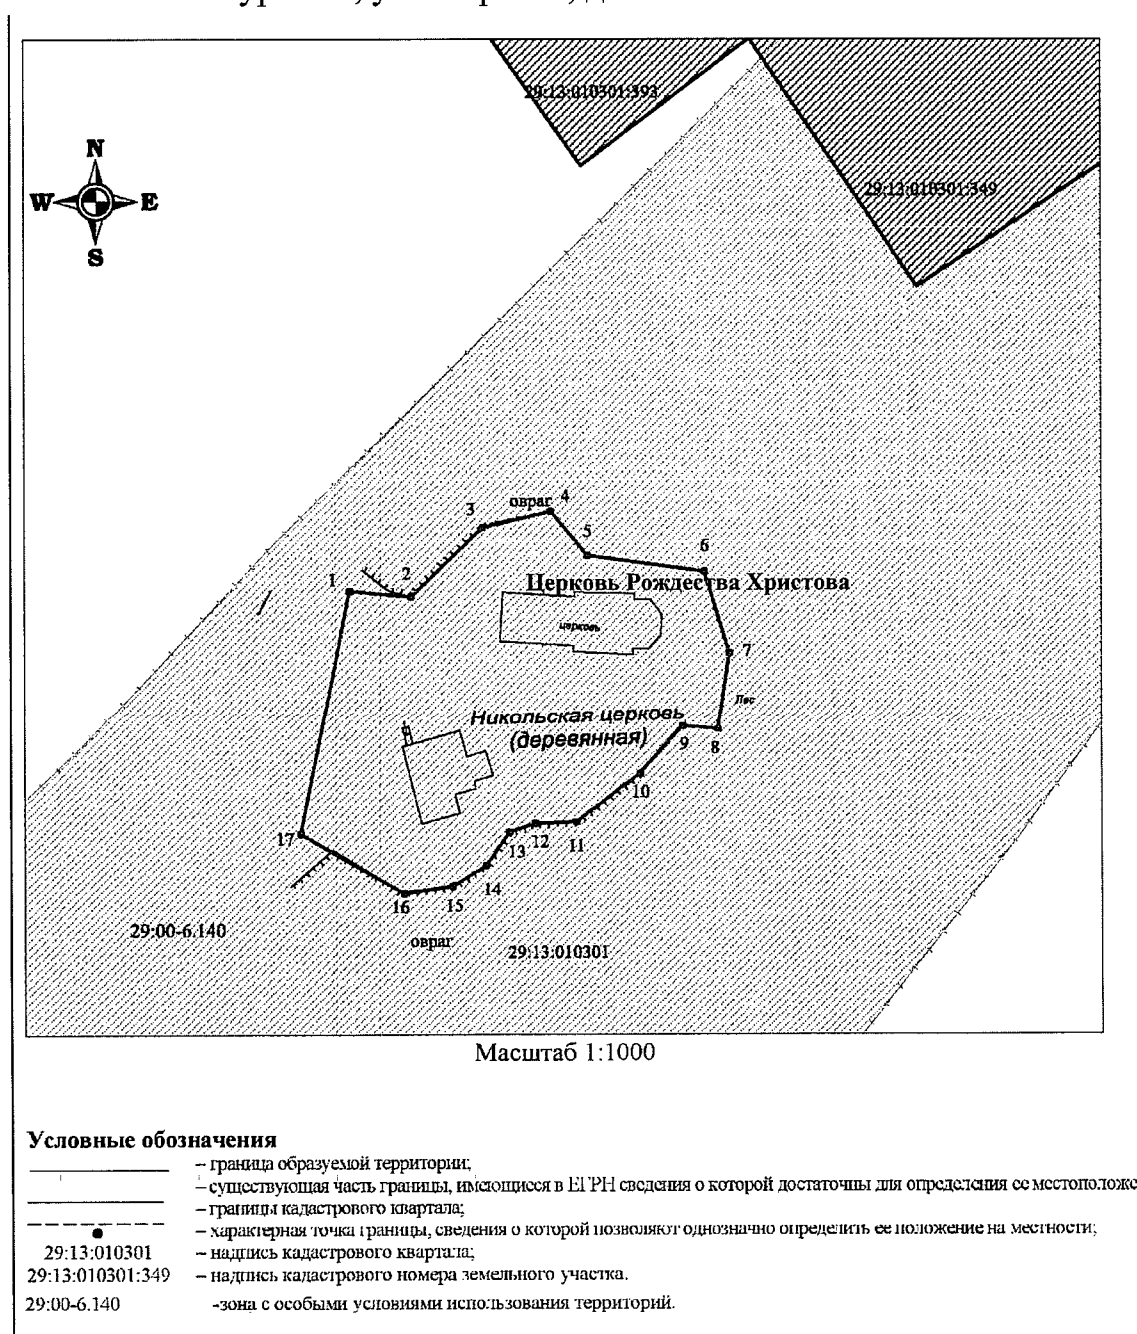 29:13:010301:393
29:13:010301:349
N
W E
S
овраг 4
3
5
6
1
2
Церковь Рождества Христова
церковь
7
Лес
Никольская церковь
(деревянная)
9
8
10
17
13
12
11
14
16
15
29:00-6.140
овраг
29:13:010301
Масштаб 1:1000
Условные обозначения
– граница образуемой территории;
– существующая часть границы, имеющиеся в ЕГРН сведения о которой достаточны для определения ее местоположе
– границы кадастрового квартала;
– характерная точка границы, сведения о которой позволяют однозначно определить ее положение на местности;
29:13:010301 – надпись кадастрового квартала;
29:13:010301:349 – надпись кадастрового номера земельного участка.
29:00-6.140 -зона с особыми условиями использования территорий.